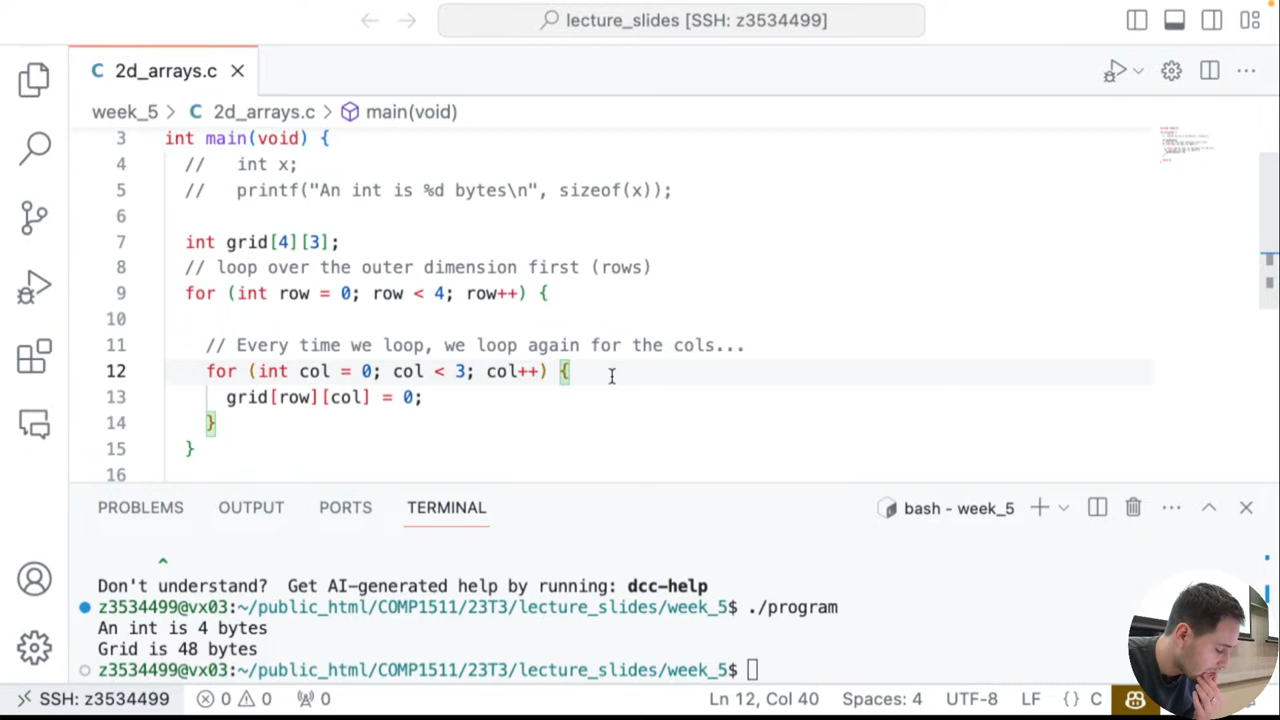 lecture_slides [SSH: z3534499]
C 2d_arrays.c
week_5 > C 2d_arrays.c > main(void)
3 int main(void) {
4 //   int x;
5 //   printf("An int is %d bytes\n", sizeof(x));
6
7 int grid[4][3];
8 // loop over the outer dimension first (rows)
9 for (int row = 0; row < 4; row++) {
10
11 // Every time we loop, we loop again for the cols...
12 for (int col = 0; col < 3; col++) {
13 grid[row][col] = 0;
14 }
15 }
16
PROBLEMS OUTPUT PORTS TERMINAL bash - week_5
^
Don't understand?  Get AI-generated help by running: dcc-help
z3534499@vx03:~/public_html/COMP1511/23T3/lecture_slides/week_5$ ./program
An int is 4 bytes
Grid is 48 bytes
z3534499@vx03:~/public_html/COMP1511/23T3/lecture_slides/week_5$
SSH: z3534499 0 0 0 Ln 12, Col 40 Spaces: 4 UTF-8 LF {} C